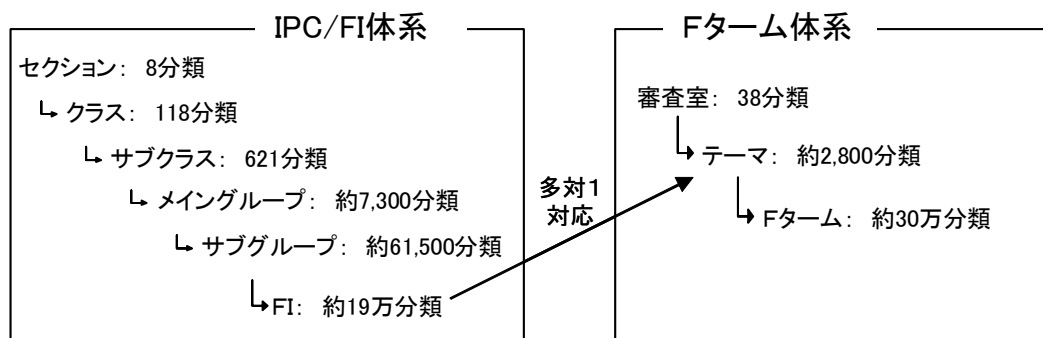 IPC/FI体系
セクション： 8分類
クラス： 118分類
サブクラス： 621分類
メイングループ： 約7,300分類
サブグループ： 約61,500分類
FI： 約19万分類
多対1
対応
Fターム体系
審査室： 38分類
テーマ： 約2,800分類
Fターム： 約30万分類